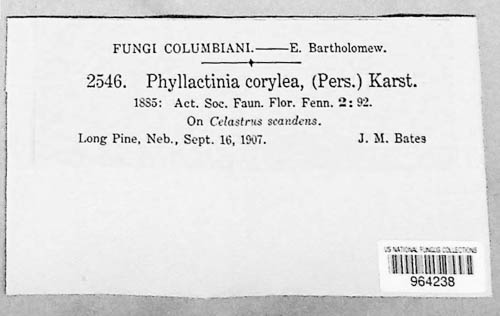 FUNGI COLUMBIANI.——E. Bartholomew.
2546. Phyllactinia corylea, (Pers.) Karst.
1885: Act. Soc. Faun. Flor. Fenn. 2: 92.
On Celastrus scandens.
Long Pine, Neb., Sept. 16, 1907. J. M. Bates
US NATIONAL FUNGUS COLLECTIONS
964238